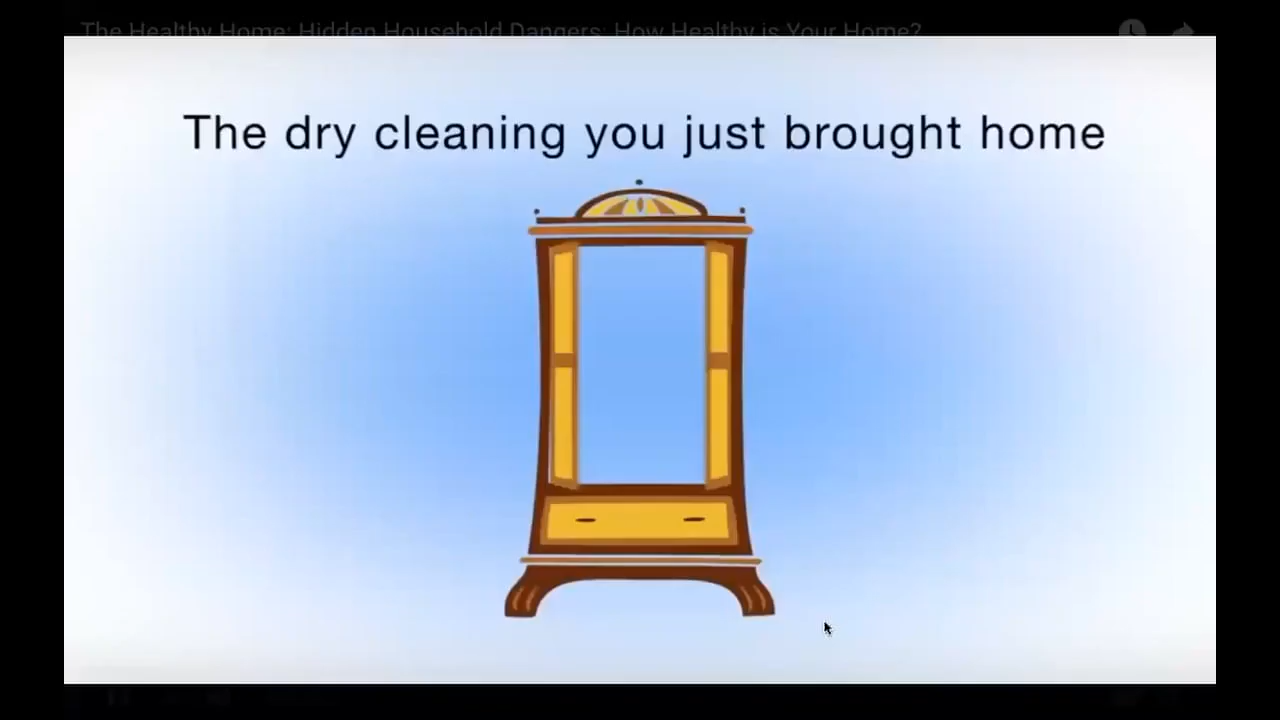 The Healthy Home: Hidden Household Dangers: How Healthy is Your Home?
The dry cleaning you just brought home